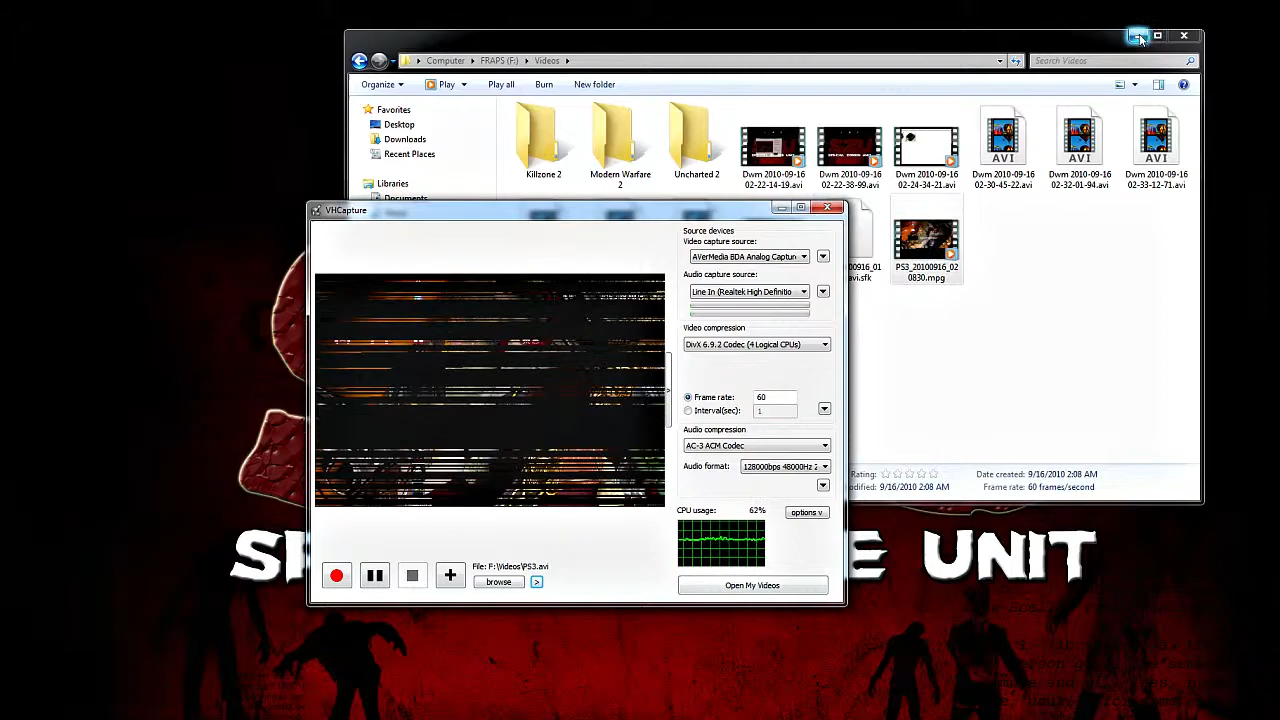 Computer
FRAPS (F:)
Videos
Search Videos
Organize
Play
Play all
Burn
New folder
Favorites
Desktop
Downloads
Recent Places
Libraries
Killzone 2
Modern Warfare
2
Uncharted 2
Dwm 2010-09-16
02-22-14-19.avi
Dwm 2010-09-16
02-22-38-99.avi
Dwm 2010-09-16
02-24-34-21.avi
AVI
Dwm 2010-09-16
02-30-45-22.avi
AVI
Dwm 2010-09-16
02-32-01-94.avi
AVI
Dwm 2010-09-16
02-33-12-71.avi
00916_01
avi.sfk
PS3_20100916_02
0830.mpg
Rating:
Date created: 9/16/2010 2:08 AM
odified: 9/16/2010 2:08 AM
Frame rate: 60 frames/second
VHCapture
Source devices
Video capture source:
AVerMedia BDA Analog Captur
Audio capture source:
Line In (Realtek High Definitio
Video compression
DivX 6.9.2 Codec (4 Logical CPUs)
Frame rate: 60
Interval(sec): 1
Audio compression
AC-3 ACM Codec
Audio format: 128000bps 48000Hz 2
CPU usage: 62%
options v
File: F:\Videos\PS3.avi
browse
>
Open My Videos
UNIT